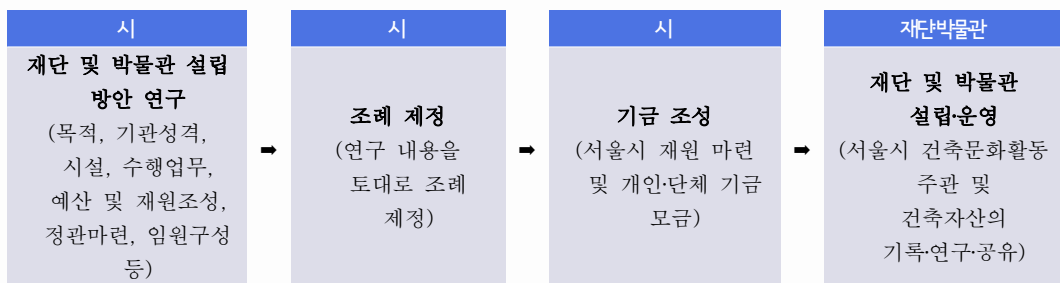 시
재단 및 박물관 설립
방안 연구
(목적, 기관성격,
시설, 수행업무,
예산 및 재원조성,
정관마련, 임원구성
등)
➡
시
조례 제정
(연구 내용을
토대로 조례
제정)
➡
시
기금 조성
(서울시 재원 마련
및 개인·단체 기금
모금)
➡
재단·박물관
재단 및 박물관
설립·운영
(서울시 건축문화활동
주관 및
건축자산의
기록·연구·공유)